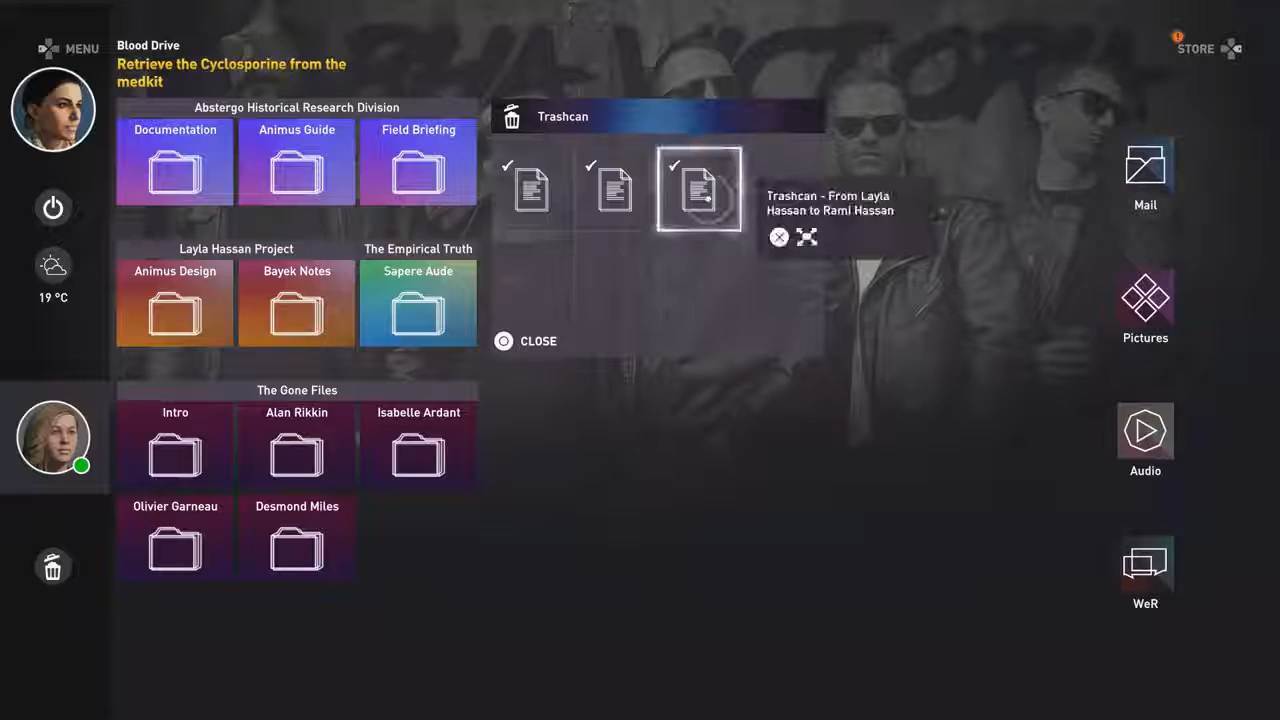 MENU
Blood Drive
Retrieve the Cyclosporine from the
medkit
STORE
Abstergo Historical Research Division
Documentation
Animus Guide
Field Briefing
Trashcan
Trashcan - From Layla
Hassan to Rami Hassan
Mail
Layla Hassan Project
The Empirical Truth
Animus Design
Bayek Notes
Sapere Aude
19 °C
CLOSE
Pictures
The Gone Files
Intro
Alan Rikkin
Isabelle Ardant
Audio
Olivier Garneau
Desmond Miles
WeR